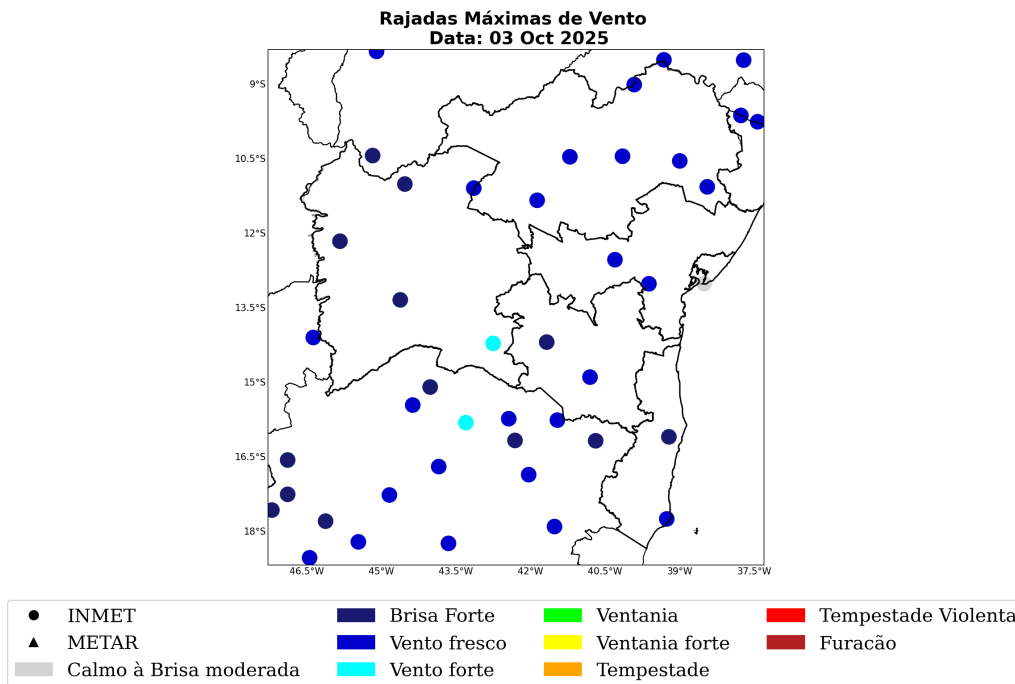 Rajadas Máximas de Vento
Data: 03 Oct 2025
9°S
10.5°S
12°S
13.5°S
15°S
16.5°S
18°S
46.5°W 45°W 43.5°W 42°W 40.5°W 39°W 37.5°W
INMET Brisa Forte Ventania Tempestade Violenta
METAR Vento fresco Ventania forte Furacão
Calmo à Brisa moderada Vento forte Tempestade